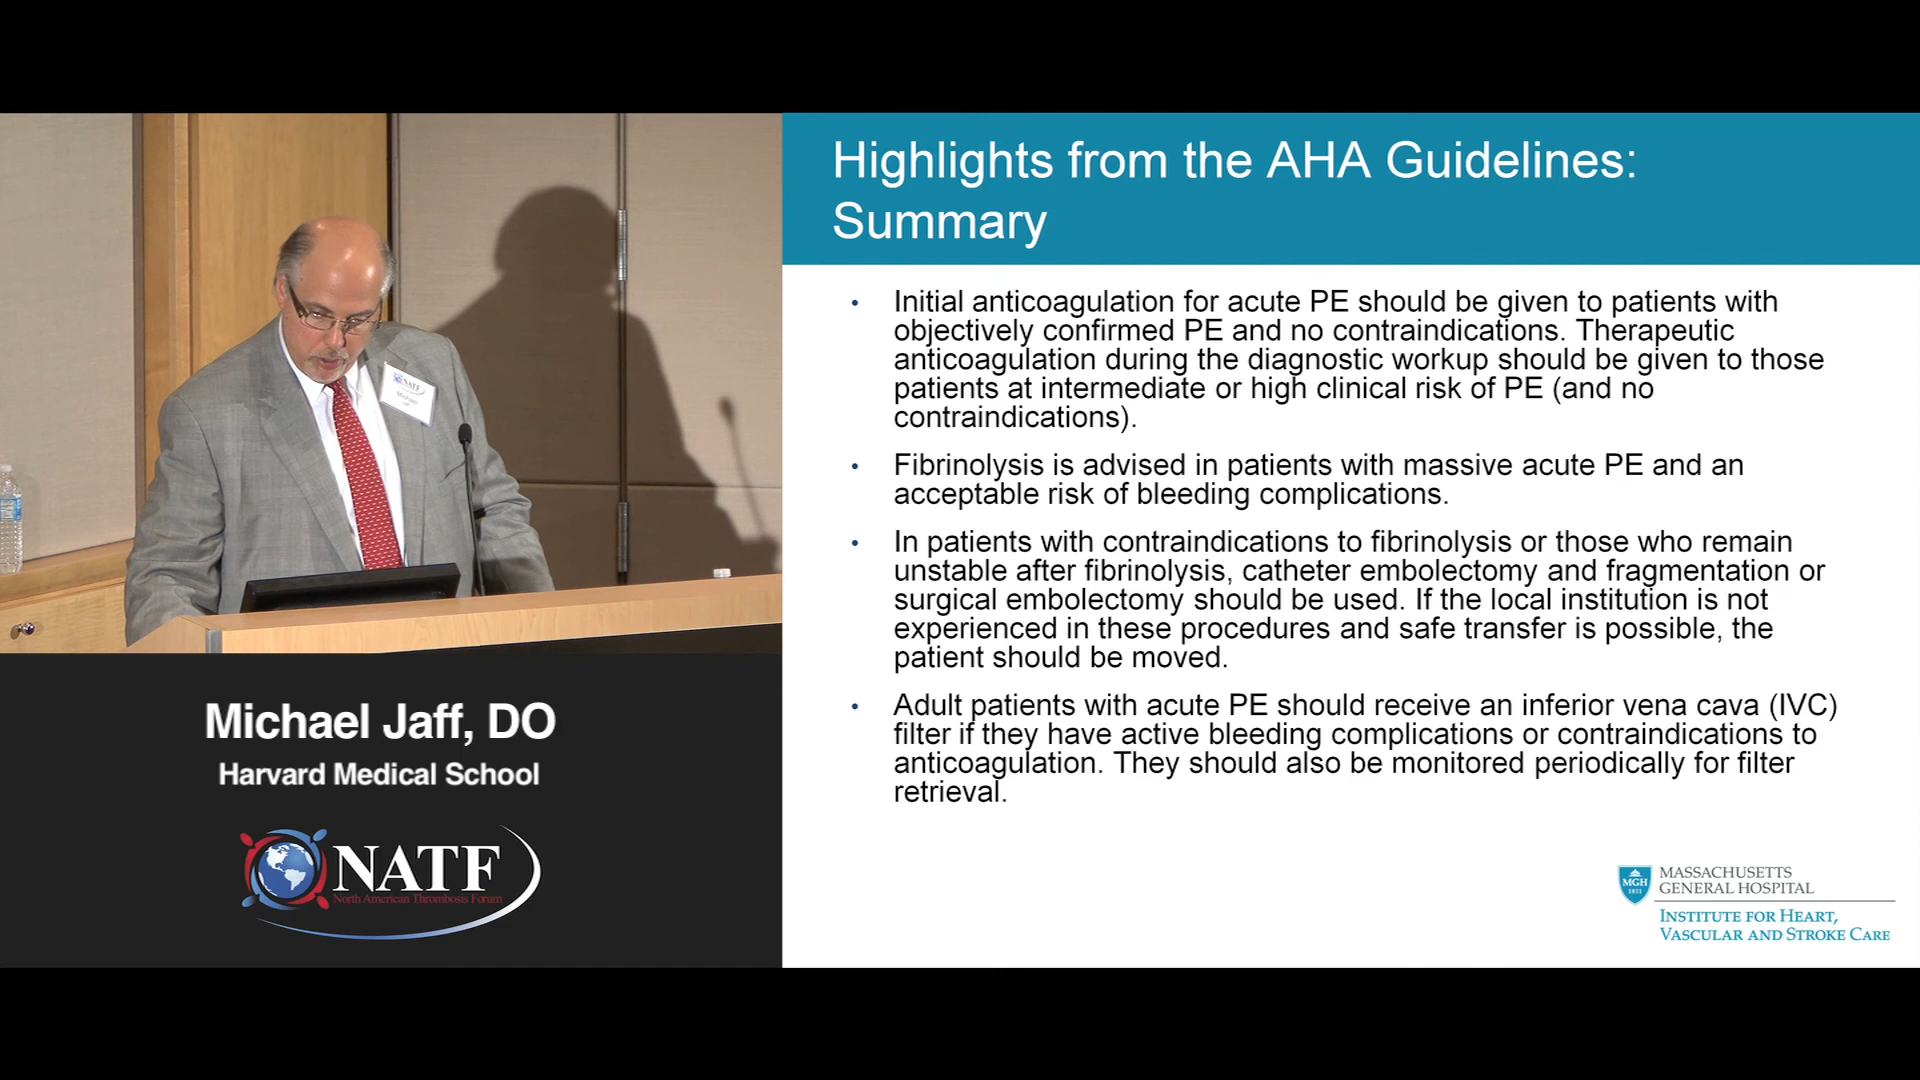 Highlights from the AHA Guidelines:
Summary
• Initial anticoagulation for acute PE should be given to patients with
objectively confirmed PE and no contraindications. Therapeutic
anticoagulation during the diagnostic workup should be given to those
patients at intermediate or high clinical risk of PE (and no
contraindications).
• Fibrinolysis is advised in patients with massive acute PE and an
acceptable risk of bleeding complications.
• In patients with contraindications to fibrinolysis or those who remain
unstable after fibrinolysis, catheter embolectomy and fragmentation or
surgical embolectomy should be used. If the local institution is not
experienced in these procedures and safe transfer is possible, the
patient should be moved.
• Adult patients with acute PE should receive an inferior vena cava (IVC)
filter if they have active bleeding complications or contraindications to
anticoagulation. They should also be monitored periodically for filter
retrieval.
MGH
1811
MASSACHUSETTS
GENERAL HOSPITAL
INSTITUTE FOR HEART,
VASCULAR AND STROKE CARE
NATF
Michael
Michael Jaff, DO
Harvard Medical School
NATF
North American Thrombosis Forum